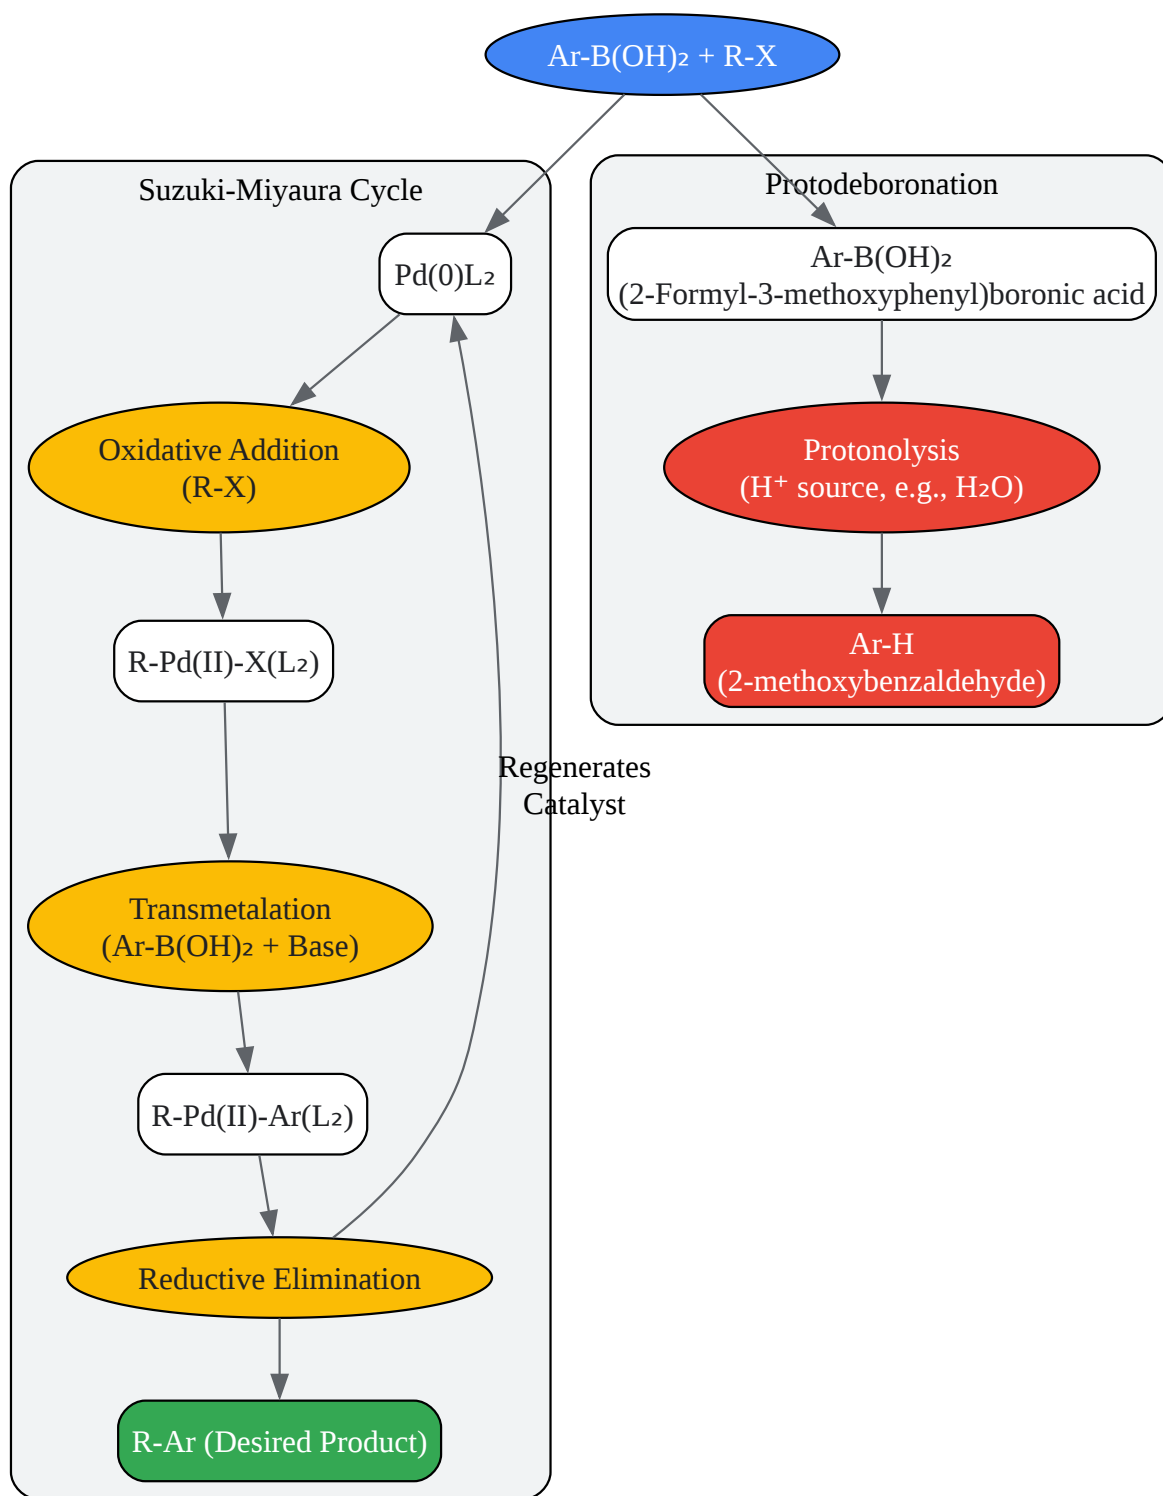 Ar-B(OH)₂ + R-X
Suzuki-Miyaura Cycle
Pd(0)L₂
Oxidative Addition
(R-X)
R-Pd(II)-X(L₂)
Regenerates
Catalyst
Transmetalation
(Ar-B(OH)₂ + Base)
R-Pd(II)-Ar(L₂)
Reductive Elimination
R-Ar (Desired Product)
Protodeboronation
Ar-B(OH)₂
(2-Formyl-3-methoxyphenyl)boronic acid
Protonolysis
(H⁺ source, e.g., H₂O)
Ar-H
(2-methoxybenzaldehyde)